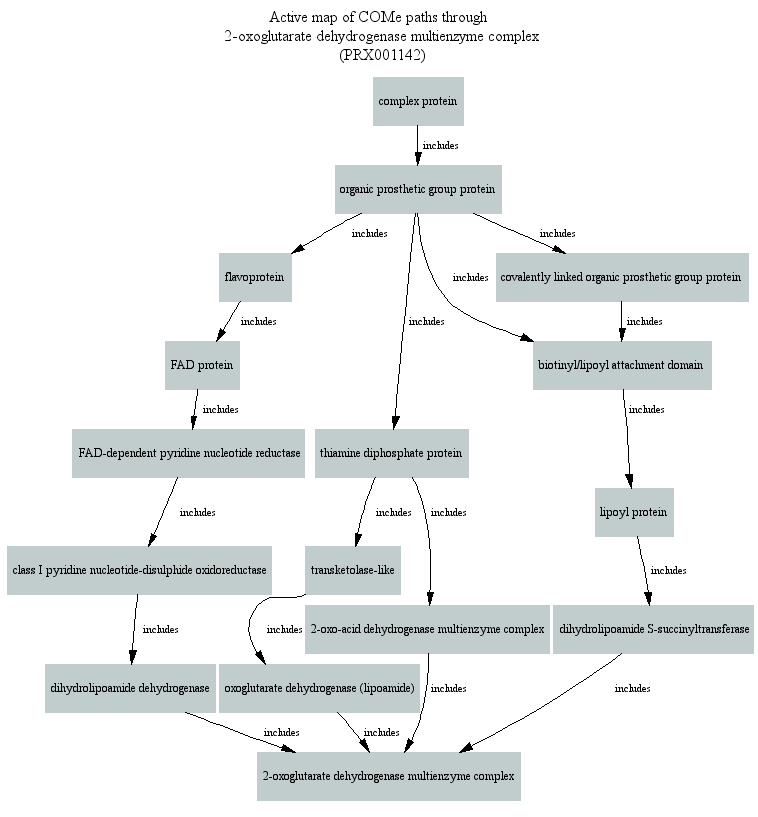 Active map of COMe paths through
2-oxoglutarate dehydrogenase multienzyme complex
(PRX001142)
complex protein
includes
organic prosthetic group protein
includes
includes
flavoprotein
includes
covalently linked organic prosthetic group protein
includes
includes
includes
FAD protein
biotinyl/lipoyl attachment domain
includes
includes
FAD-dependent pyridine nucleotide reductase
thiamine diphosphate protein
includes
includes
includes
lipoyl protein
class I pyridine nucleotide-disulphide oxidoreductase
transketolase-like
includes
includes
includes
2-oxo-acid dehydrogenase multienzyme complex
dihydrolipoamide S-succinyltransferase
dihydrolipoamide dehydrogenase
oxoglutarate dehydrogenase (lipoamide)
includes
includes
includes
includes
2-oxoglutarate dehydrogenase multienzyme complex